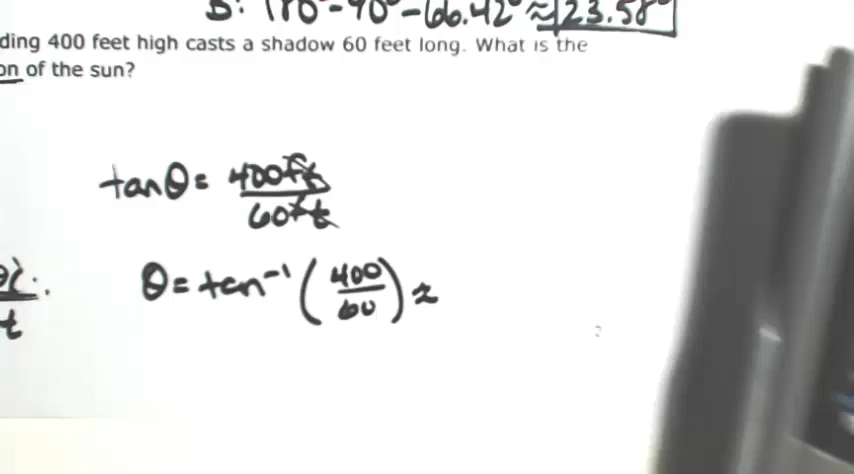 B: 180° - 90° - 66.42° ≈ 23.58°
ding 400 feet high casts a shadow 60 feet long. What is the
on of the sun?
tanθ = 400ft / 60ft
θ = tan⁻¹ (400/60) ≈
t